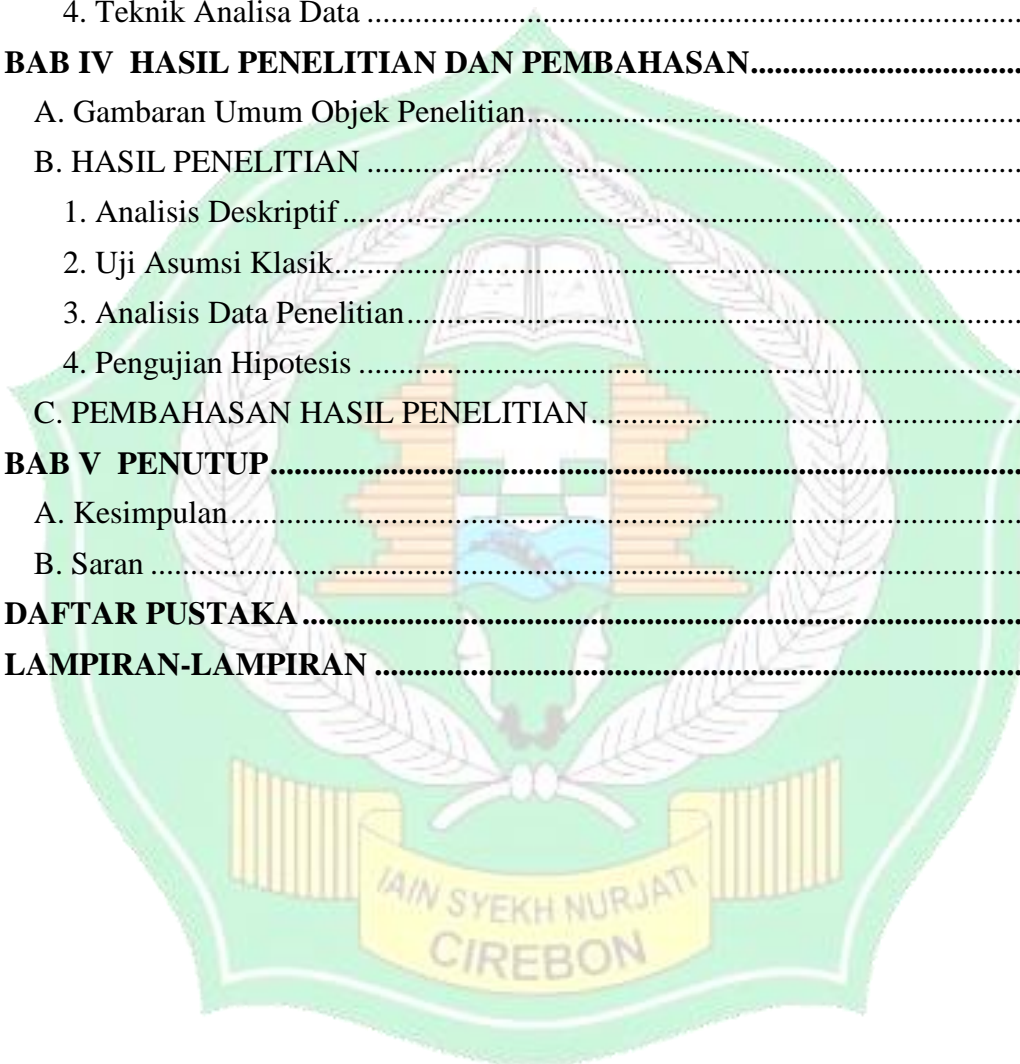 4. Teknik Analisa Data ....................................................................................
BAB IV HASIL PENELITIAN DAN PEMBAHASAN..................................
A. Gambaran Umum Objek Penelitian..............................................................
B. HASIL PENELITIAN ..................................................................................
1. Analisis Deskriptif.......................................................................................
2. Uji Asumsi Klasik........................................................................................
3. Analisis Data Penelitian..............................................................................
4. Pengujian Hipotesis ....................................................................................
C. PEMBAHASAN HASIL PENELITIAN......................................................
BAB V PENUTUP..............................................................................................
A. Kesimpulan...................................................................................................
B. Saran .............................................................................................................
DAFTAR PUSTAKA ..........................................................................................
LAMPIRAN-LAMPIRAN .................................................................................
IAIN SYEKH NURJATI
CIREBON